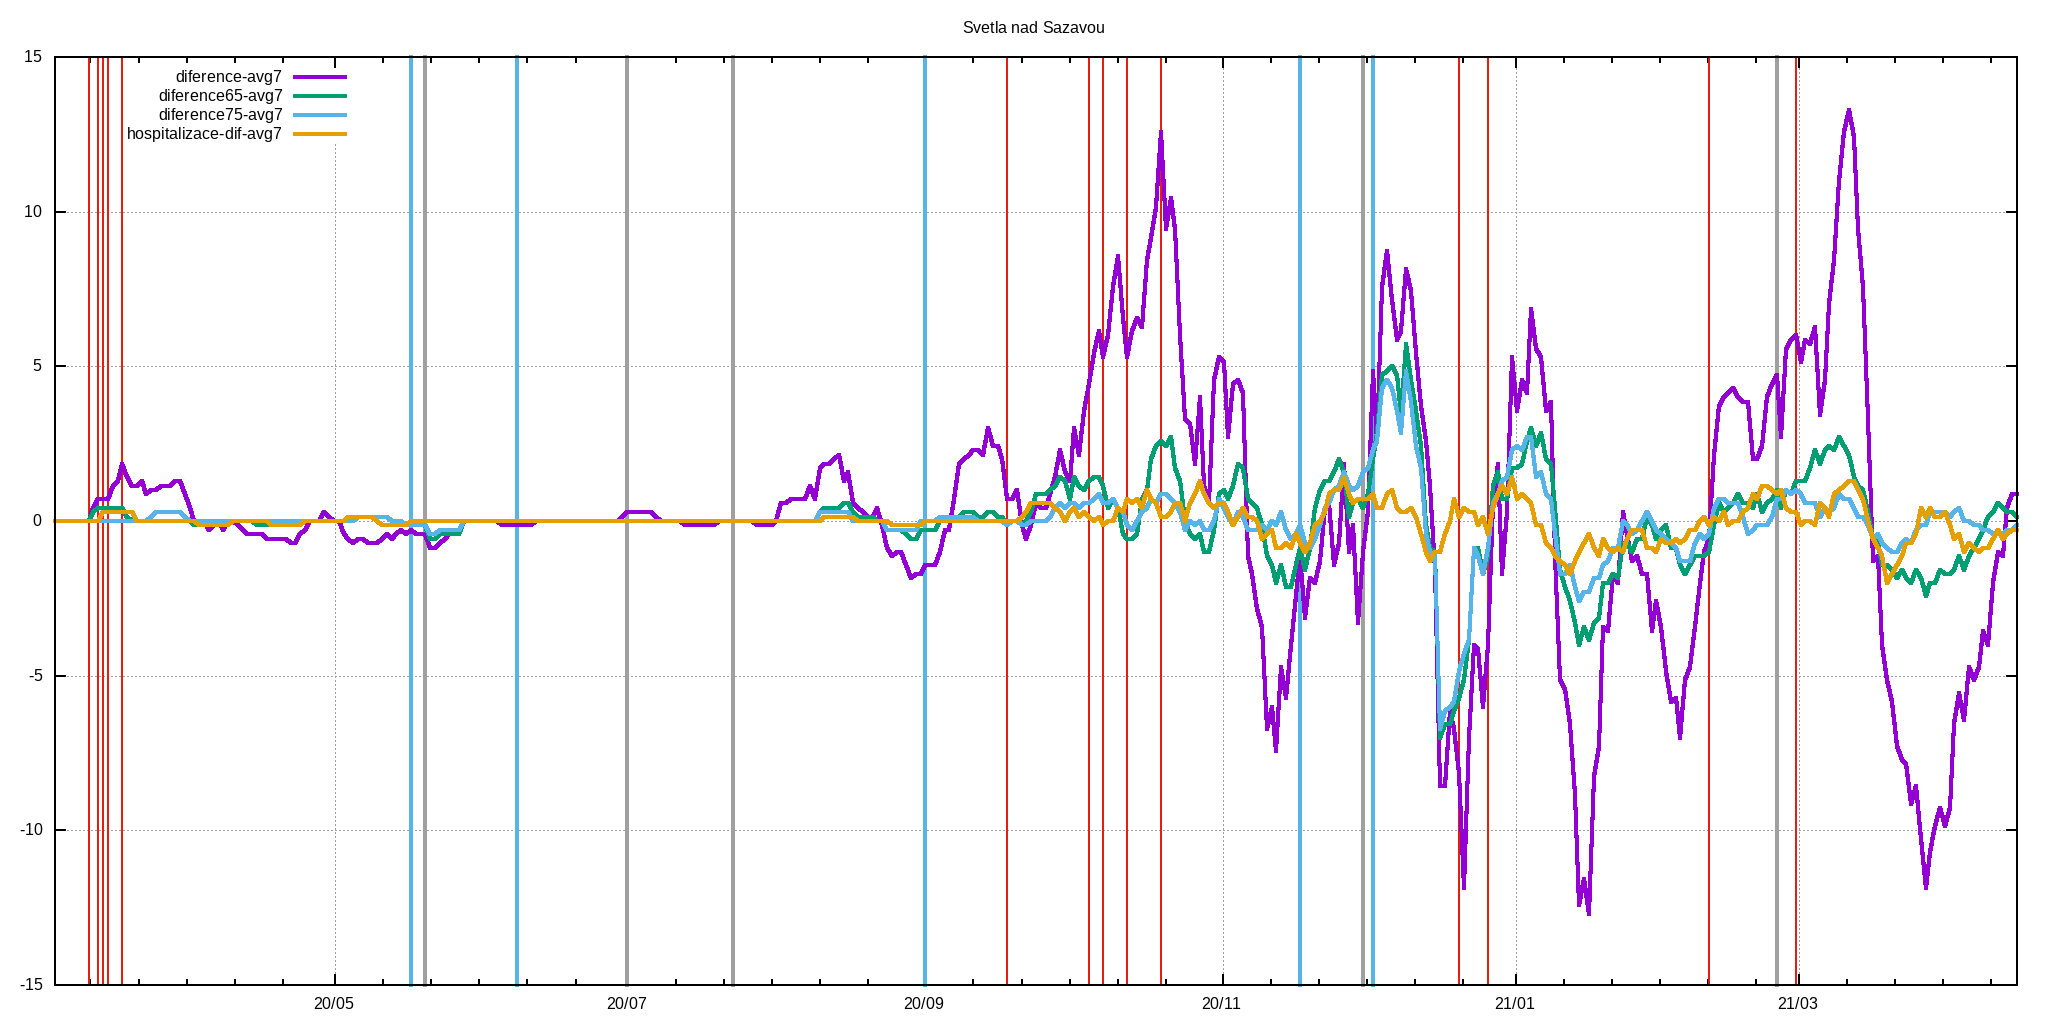 Svetla nad Sazavou
diference-avg7
diference65-avg7
diference75-avg7
hospitalizace-dif-avg7
15
10
5
0
-5
-10
-15
20/05 20/07 20/09 20/11 21/01 21/03